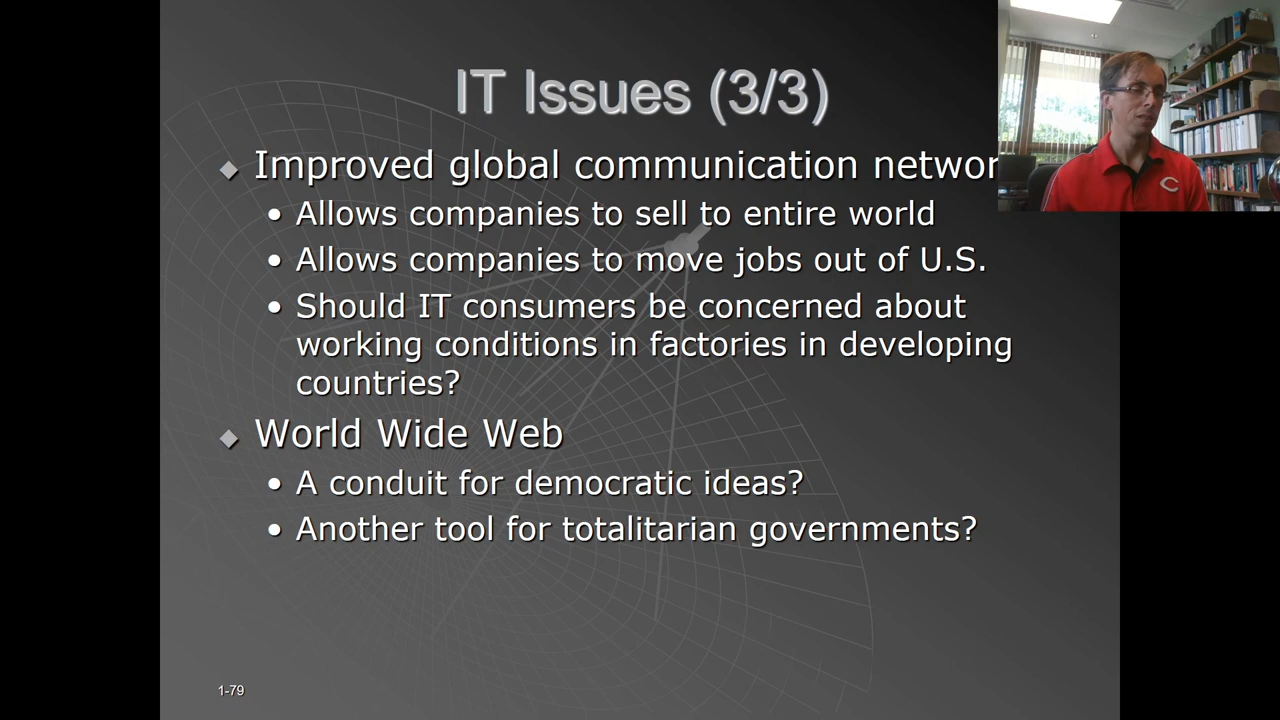 IT Issues (3/3)
Improved global communication networ
Allows companies to sell to entire world
Allows companies to move jobs out of U.S.
Should IT consumers be concerned about
working conditions in factories in developing
countries?
World Wide Web
A conduit for democratic ideas?
Another tool for totalitarian governments?
1-79
C